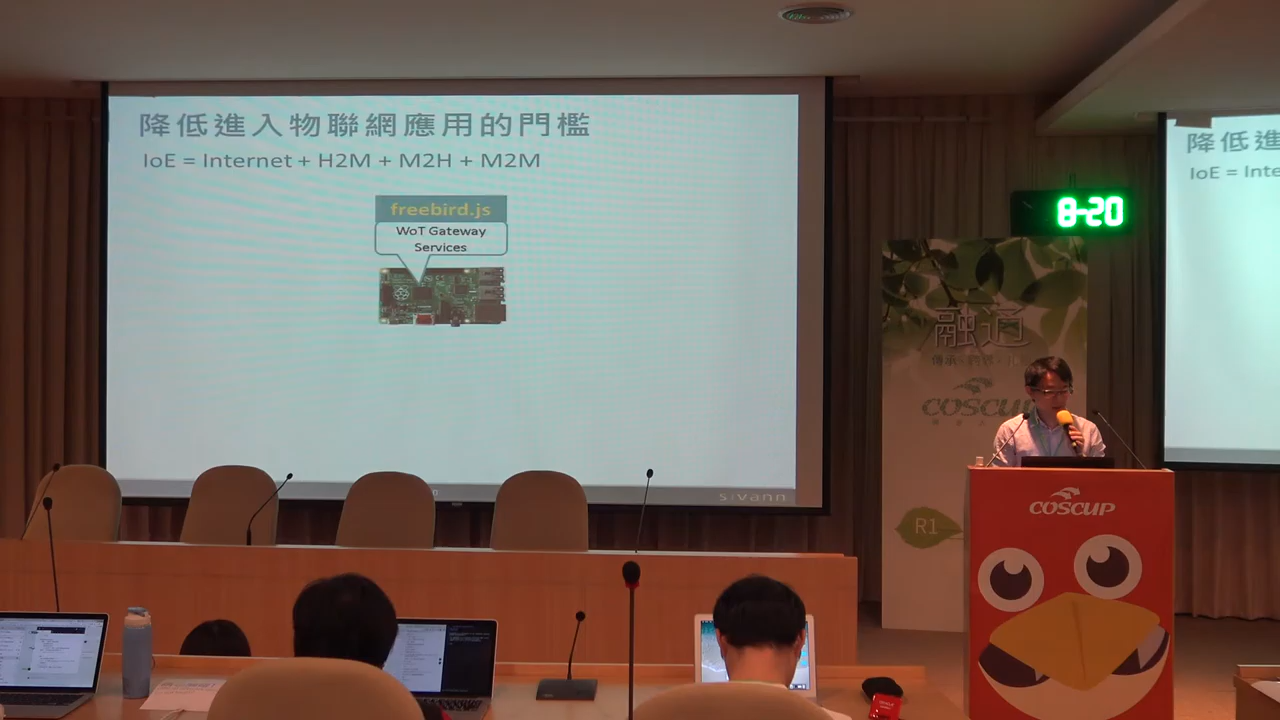 降低進入物聯網應用的門檻
IoE = Internet + H2M + M2H + M2M
freebird.js
WoT Gateway
Services
sivann
降低進
IoE = Inte
8-20
融通
COSCUP
R1
COSCUP